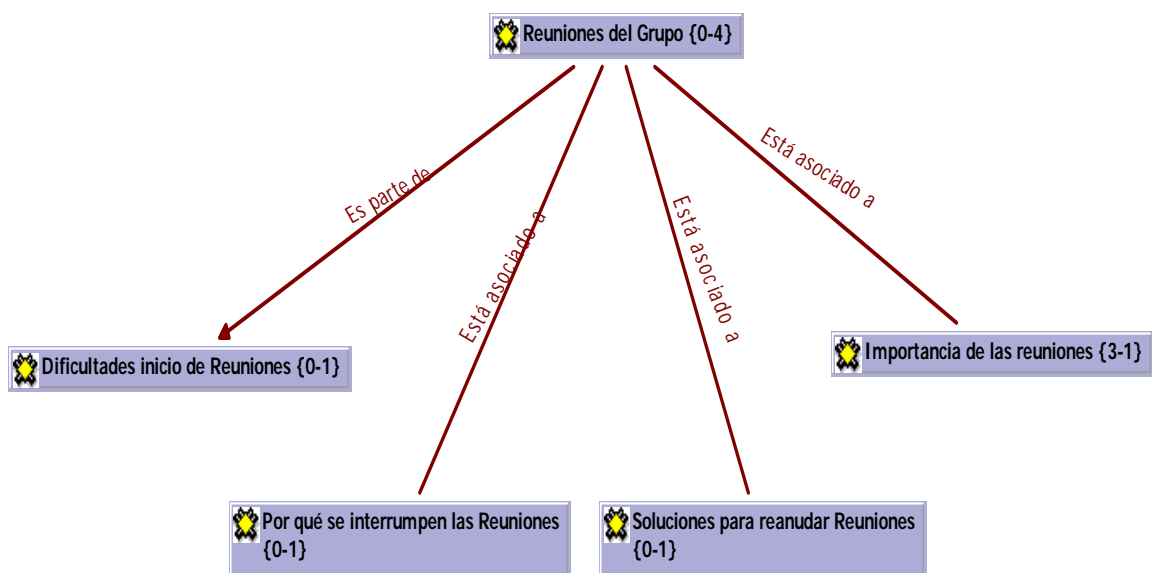 Reuniones del Grupo {0-4}
Está asociado a
Es parte de
Está asociado a
Está asociado a
Importancia de las reuniones {3-1}
Dificultades inicio de Reuniones {0-1}
Por qué se interrumpen las Reuniones
{0-1}
Soluciones para reanudar Reuniones
{0-1}